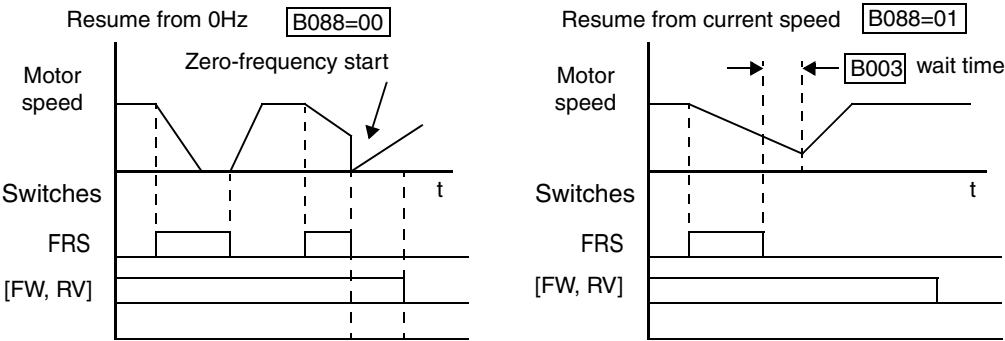 Resume from 0Hz B088=00
Zero-frequency start
Motor
speed
t
Switches
FRS
[FW, RV]
Resume from current speed B088=01
B003 wait time
Motor
speed
t
Switches
FRS
[FW, RV]